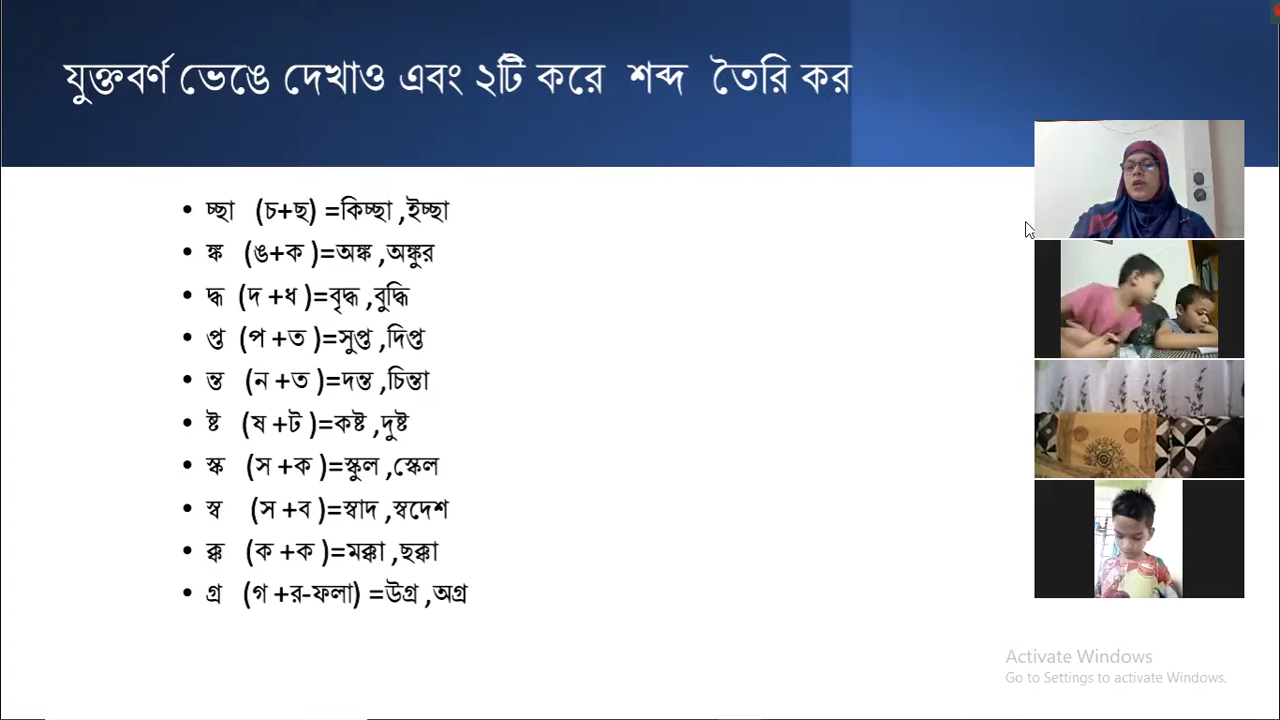 যুক্তবর্ণ ভেঙে দেখাও এবং ২টি করে শব্দ তৈরি কর
• চ্ছা (চ+ছ) =কিচ্ছা ,ইচ্ছা
• ঙ্ক (ঙ+ক )=অঙ্ক ,অঙ্কুর
• দ্ধ (দ +ধ )=বৃদ্ধ ,বুদ্ধি
• প্ত (প +ত )=সুপ্ত ,দিপ্ত
• ন্ত (ন +ত )=দন্ত ,চিন্তা
• ষ্ট (ষ +ট )=কষ্ট ,দুষ্ট
• স্ক (স +ক )=স্কুল ,স্কেল
• স্ব (স +ব )=স্বাদ ,স্বদেশ
• ক্ক (ক +ক )=মক্কা ,ছক্কা
• গ্র (গ +র-ফলা) =উগ্র ,অগ্র
Activate Windows
Go to Settings to activate Windows.